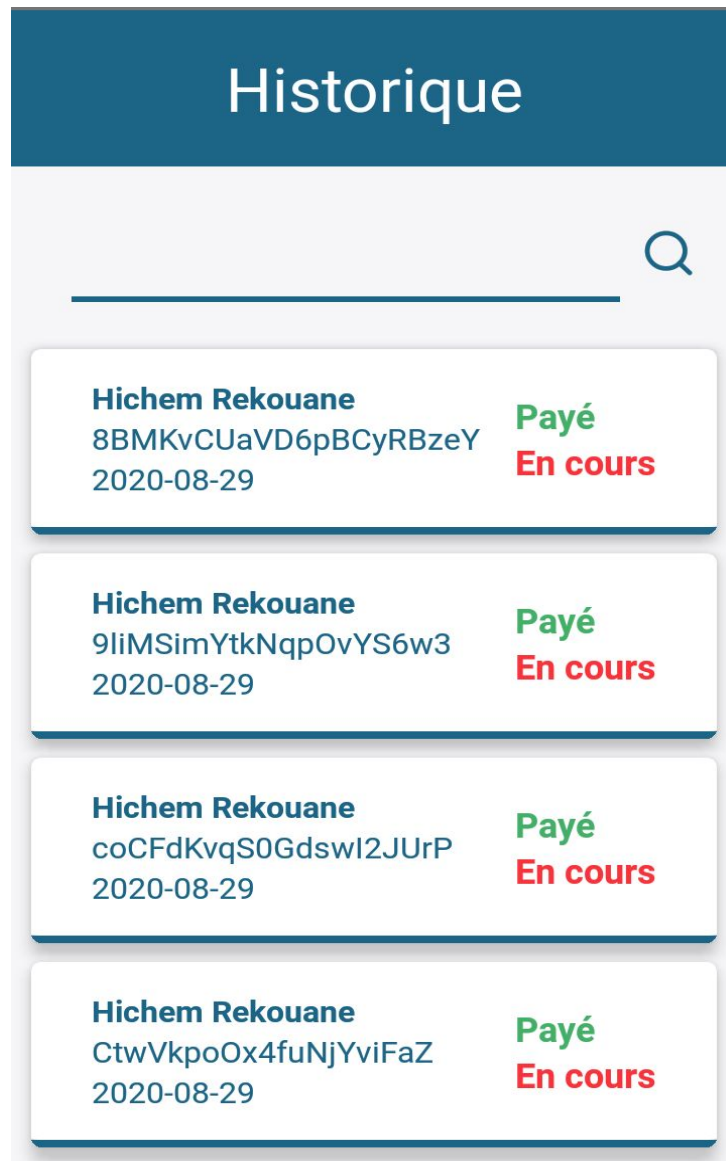 Historique
Hichem Rekouane
8BMKvCUaVD6pBCyRBzeY
2020-08-29
Payé
En cours
Hichem Rekouane
9liMSimYtkNqpOvYS6w3
2020-08-29
Payé
En cours
Hichem Rekouane
coCFdKvqS0GdswI2JUrP
2020-08-29
Payé
En cours
Hichem Rekouane
CtwVkpoOx4fuNjYviFaZ
2020-08-29
Payé
En cours